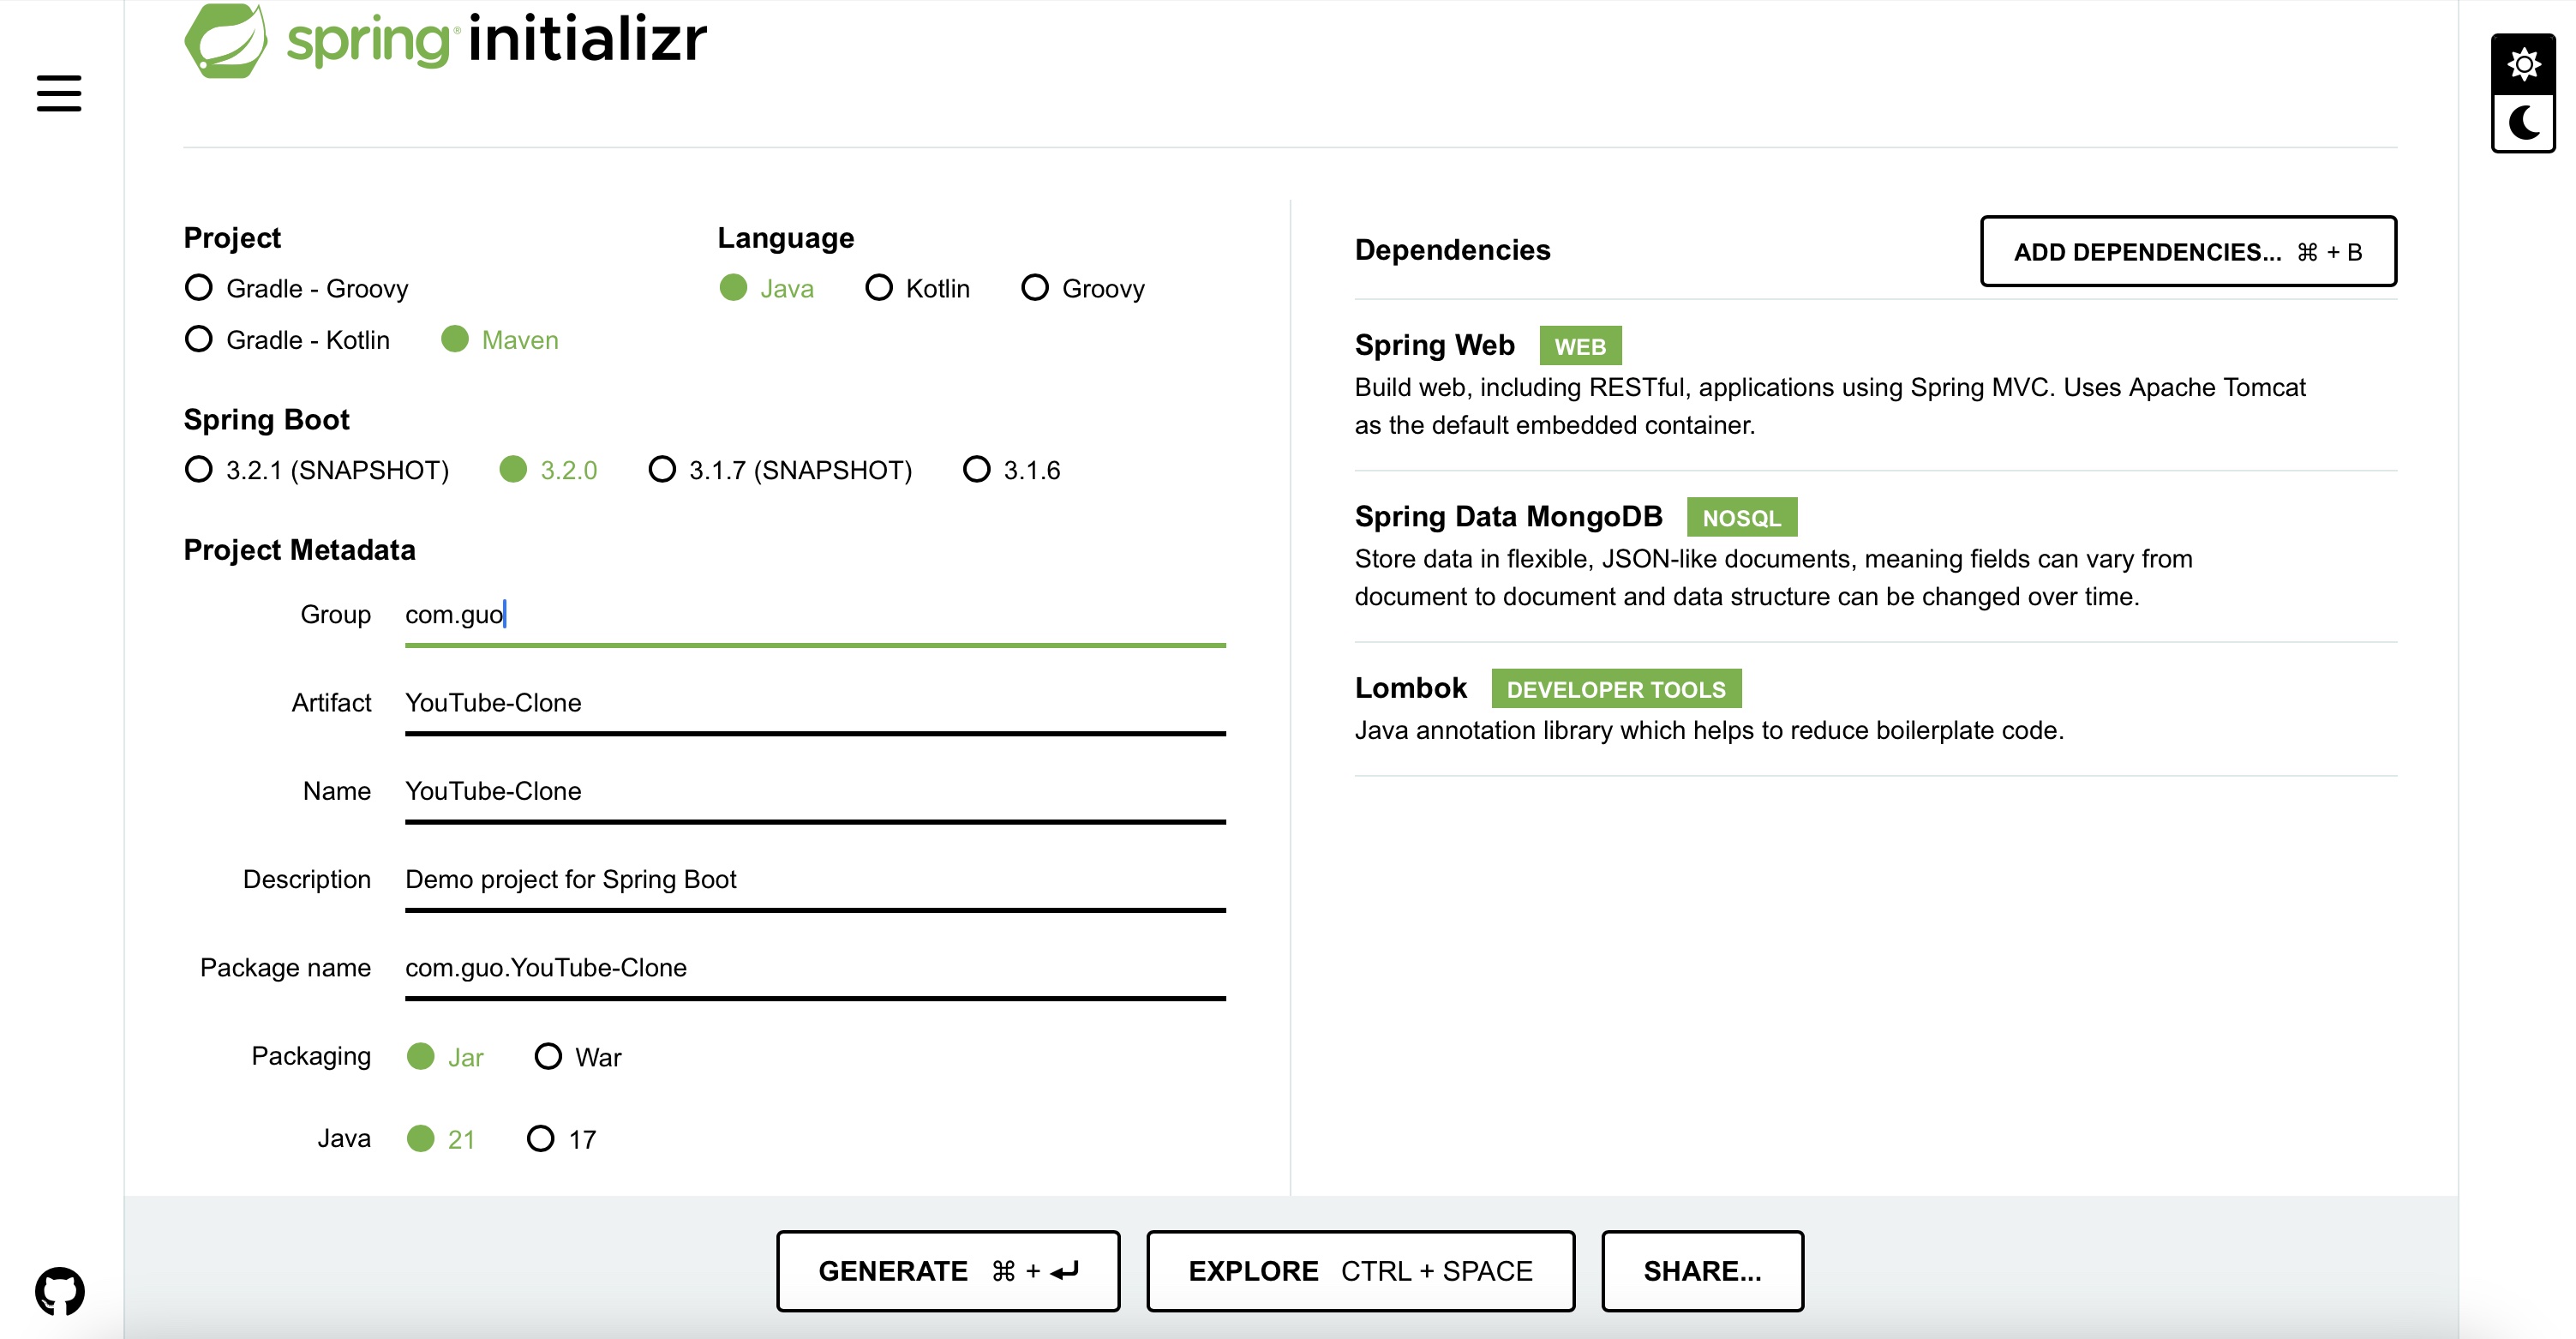 spring initializr
Project
Gradle - Groovy
Gradle - Kotlin Maven
Language
Java Kotlin Groovy
Spring Boot
3.2.1 (SNAPSHOT) 3.2.0 3.1.7 (SNAPSHOT) 3.1.6
Project Metadata
Group com.guo
Artifact YouTube-Clone
Name YouTube-Clone
Description Demo project for Spring Boot
Package name com.guo.YouTube-Clone
Packaging Jar War
Java 21 17
Dependencies
ADD DEPENDENCIES... ⌘ + B
Spring Web WEB
Build web, including RESTful, applications using Spring MVC. Uses Apache Tomcat
as the default embedded container.
Spring Data MongoDB NOSQL
Store data in flexible, JSON-like documents, meaning fields can vary from
document to document and data structure can be changed over time.
Lombok DEVELOPER TOOLS
Java annotation library which helps to reduce boilerplate code.
GENERATE ⌘ + ↵
EXPLORE CTRL + SPACE
SHARE...